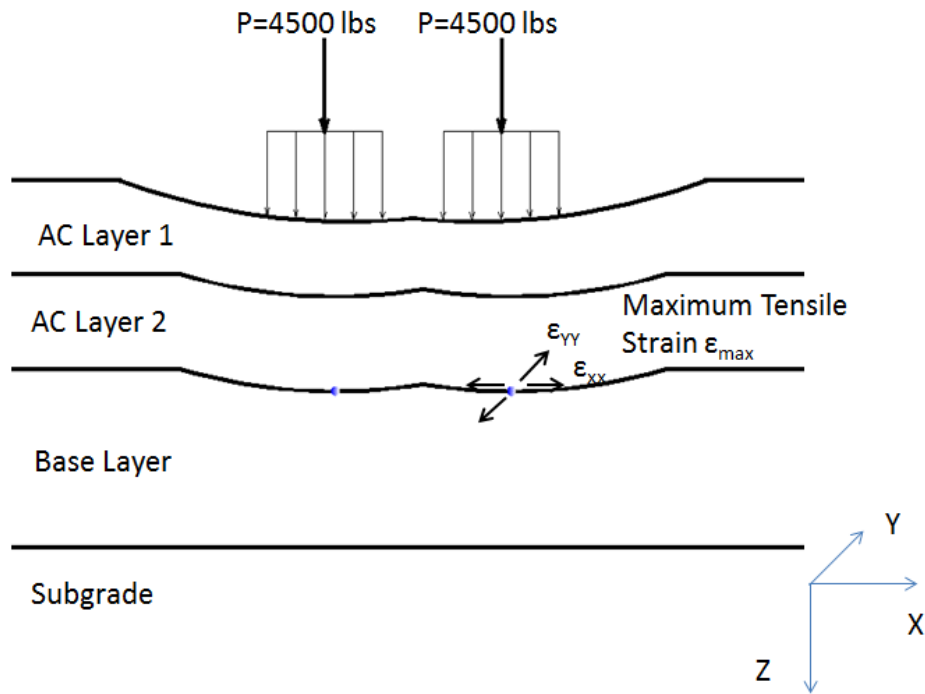 P=4500 lbs P=4500 lbs
AC Layer 1
AC Layer 2
Maximum Tensile
Strain εmax
εYY
εxx
Base Layer
Subgrade
Y
X
Z